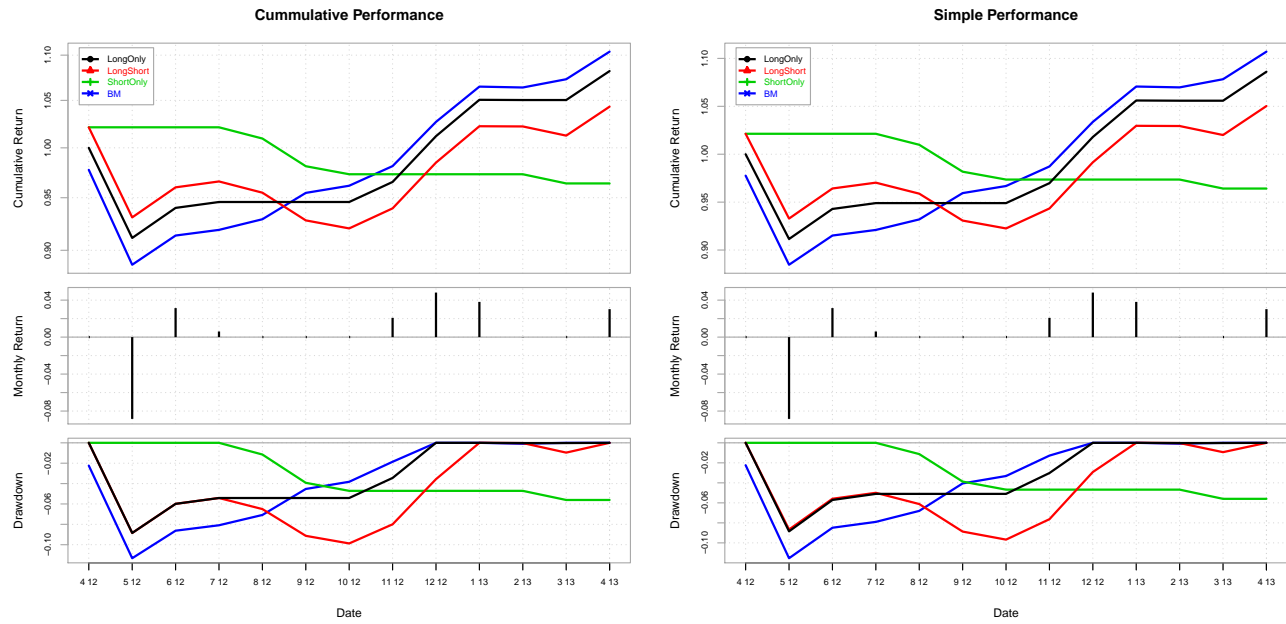 Cummulative Performance
LongOnly
LongShort
ShortOnly
BM
Cumulative Return
1.10
1.05
1.00
0.95
0.90
Monthly Return
0.04
0.00
−0.04
−0.08
Drawdown
−0.02
−0.06
−0.10
4 12 5 12 6 12 7 12 8 12 9 12 10 12 11 12 12 12 1 13 2 13 3 13 4 13
Date
Simple Performance
LongOnly
LongShort
ShortOnly
BM
Cumulative Return
1.10
1.05
1.00
0.95
0.90
Monthly Return
0.04
0.00
−0.04
−0.08
Drawdown
−0.02
−0.06
−0.10
4 12 5 12 6 12 7 12 8 12 9 12 10 12 11 12 12 12 1 13 2 13 3 13 4 13
Date